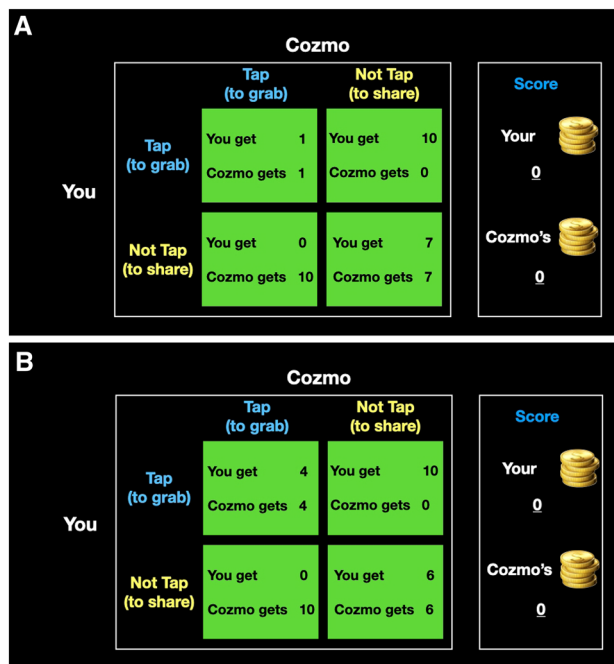 A
Cozmo
Tap
(to grab)
Not Tap
(to share)
Score
You
Tap
(to grab)
You get 1
Cozmo gets 1
You get 10
Cozmo gets 0
Your
0
Not Tap
(to share)
You get 0
Cozmo gets 10
You get 7
Cozmo gets 7
Cozmo's
0
B
Cozmo
Tap
(to grab)
Not Tap
(to share)
Score
You
Tap
(to grab)
You get 4
Cozmo gets 4
You get 10
Cozmo gets 0
Your
0
Not Tap
(to share)
You get 0
Cozmo gets 10
You get 6
Cozmo gets 6
Cozmo's
0